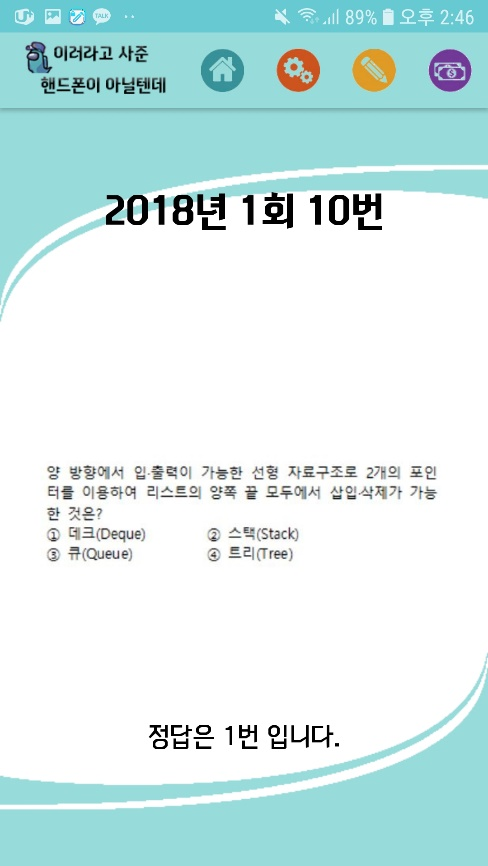 TALK 89% 오후 2:46
이러라고 사준
핸드폰이 아닐텐데
2018년 1회 10번
양 방향에서 입·출력이 가능한 선형 자료구조로 2개의 포인
터를 이용하여 리스트의 양쪽 끝 모두에서 삽입·삭제가 가능
한 것은?
① 데크(Deque) ② 스택(Stack)
③ 큐(Queue) ④ 트리(Tree)
정답은 1번 입니다.